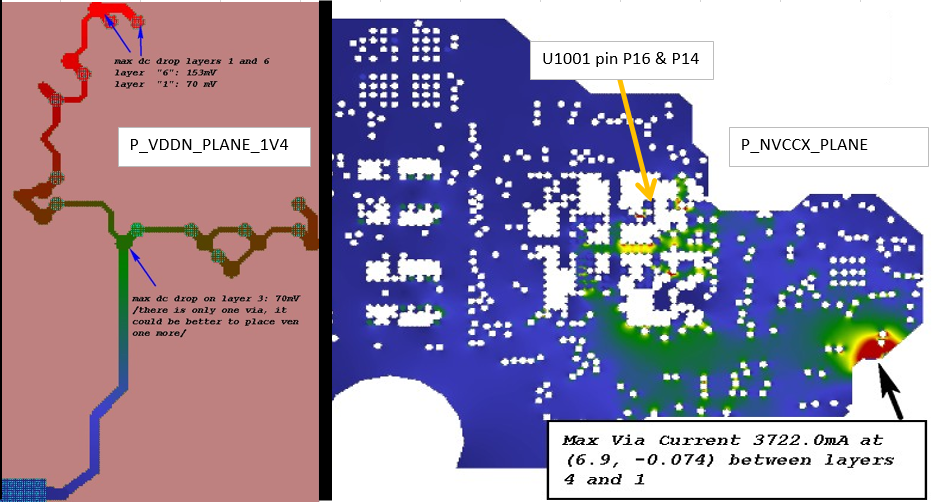 max dc drop layers 1 and 6
layer "6": 153mV
layer "1": 70 mV
P_VDDN_PLANE_1V4
max dc drop on layer 3: 70mV
/there is only one via, it
could be better to place ven
one more/
U1001 pin P16 & P14
P_NVCCX_PLANE
Max Via Current 3722.0mA at
(6.9, -0.074) between layers
4 and 1